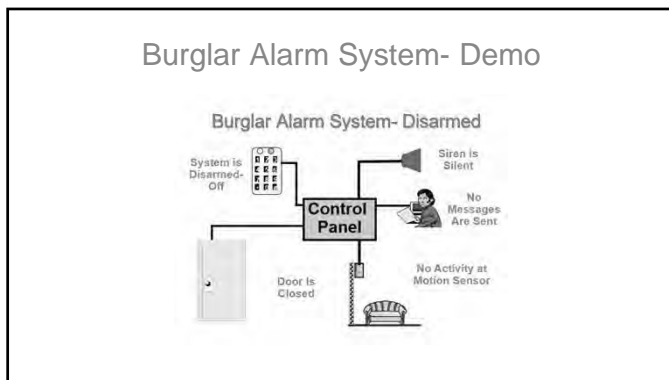 Burglar Alarm System- Demo
Burglar Alarm System- Disarmed
System is
Disarmed-
Off
Siren is
Silent
Control
Panel
No
Messages
Are Sent
Door Is
Closed
No Activity at
Motion Sensor